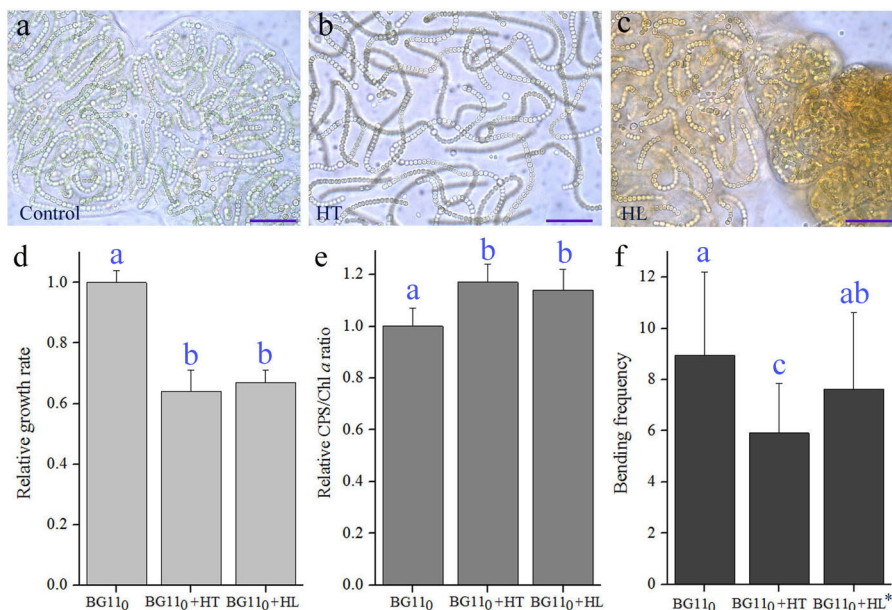 a
b
c
Control
HT
HL
d
e
f
Relative growth rate
1.0
0.8
0.6
0.4
0.2
0.0
a
b
b
BG11₀
BG11₀+HT
BG11₀+HL
Relative CPS/Chl a ratio
1.2
1.0
0.8
0.6
0.4
0.2
0.0
a
b
b
BG11₀
BG11₀+HT
BG11₀+HL
Bending frequency
12
10
8
6
4
2
0
a
c
ab
BG11₀
BG11₀+HT
BG11₀+HL*